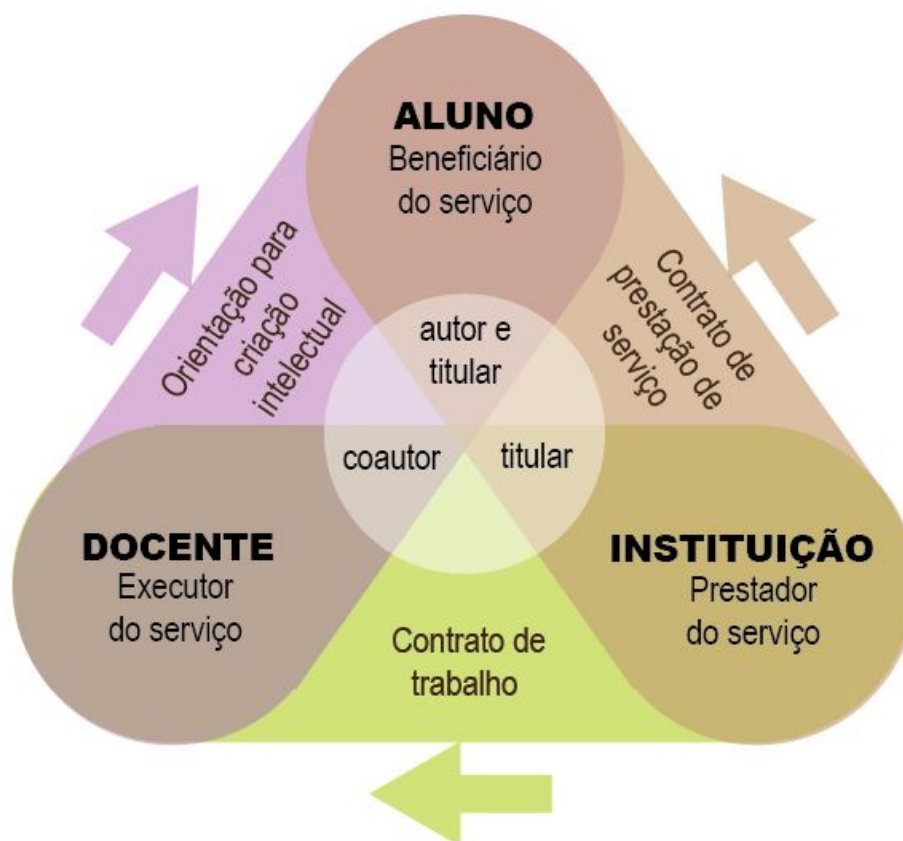 ALUNO
Beneficiário
do serviço
Orientação para
criação
intelectual
Contrato de
prestação de
serviço
autor e
titular
coautor
titular
DOCENTE
Executor
do serviço
INSTITUIÇÃO
Prestador
do serviço
Contrato de
trabalho